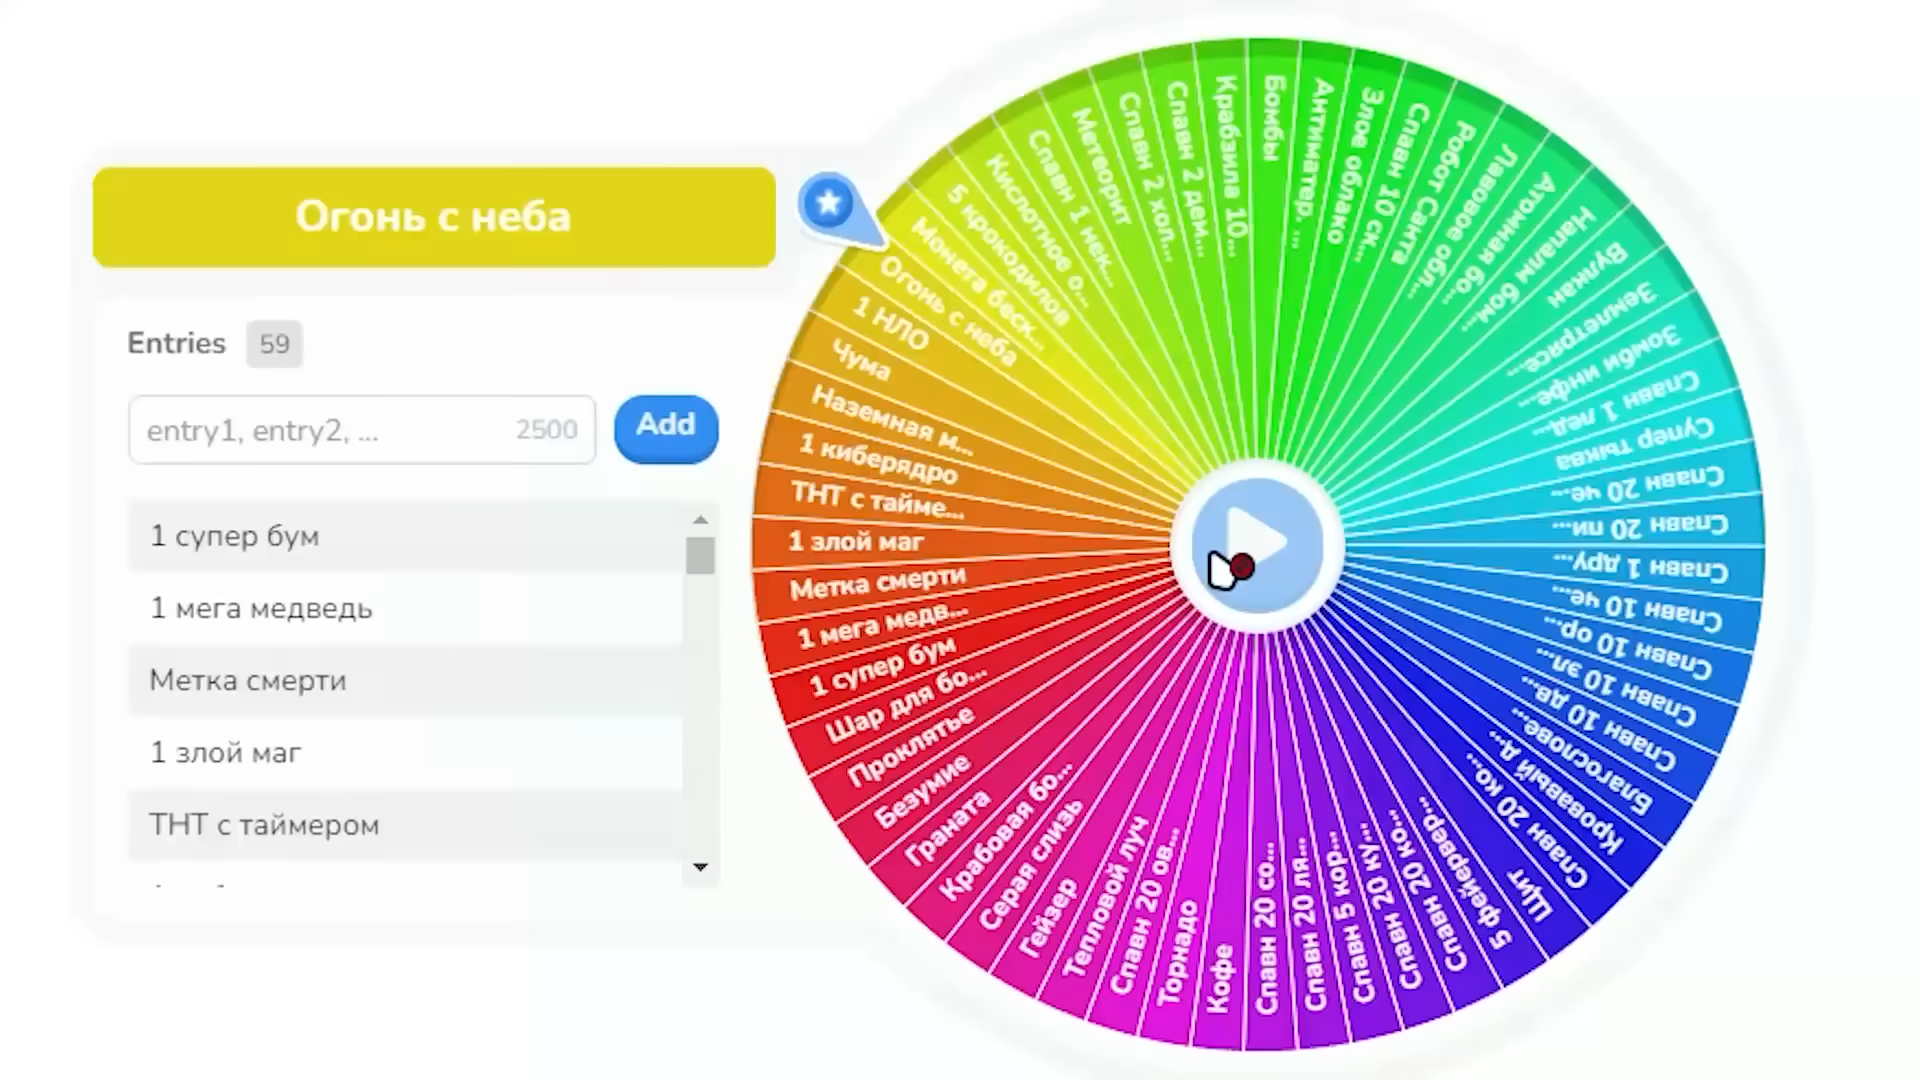 Огонь с неба
Entries 59
entry1, entry2, ... 2500 Add
1 супер бум
1 мега медведь
Метка смерти
1 злой маг
ТНТ с таймером
Огонь с неба
Монета беск...
5 крокодилов
Кислотное о...
Спавн 1 нек...
Метеорит
Спавн 2 хол...
Спавн 2 дем...
Крабзила 10...
Бомбы
Антиматер. ...
Злое облако
Спавн 10 ск...
Робот Санта
Лавовое обл...
Атомная бо...
Напалм бом...
Вулкан
Землетрясе...
Зомби инфе...
Спавн 1 лед...
Супер тыква
Спавн 20 че...
Спавн 20 пи...
Спавн 1 дру...
Спавн 10 че...
Спавн 10 ор...
Спавн 10 эл...
Спавн 10 дв...
Благослове...
Кровавый д...
Спавн 20 ко...
Щит
5 фейервер...
Спавн 20 ко...
Спавн 20 ку...
Спавн 5 кор...
Спавн 20 ля...
Спавн 20 со...
Кофе
Торнадо
Спавн 20 ов...
Тепловой луч
Гейзер
Серая слизь
Крабовая бо...
Граната
Безумие
Проклятье
Шар для бо...
1 супер бум
1 мега медв...
Метка смерти
1 злой маг
ТНТ с тайме...
1 киберядро
Наземная м...
Чума
1 НЛО